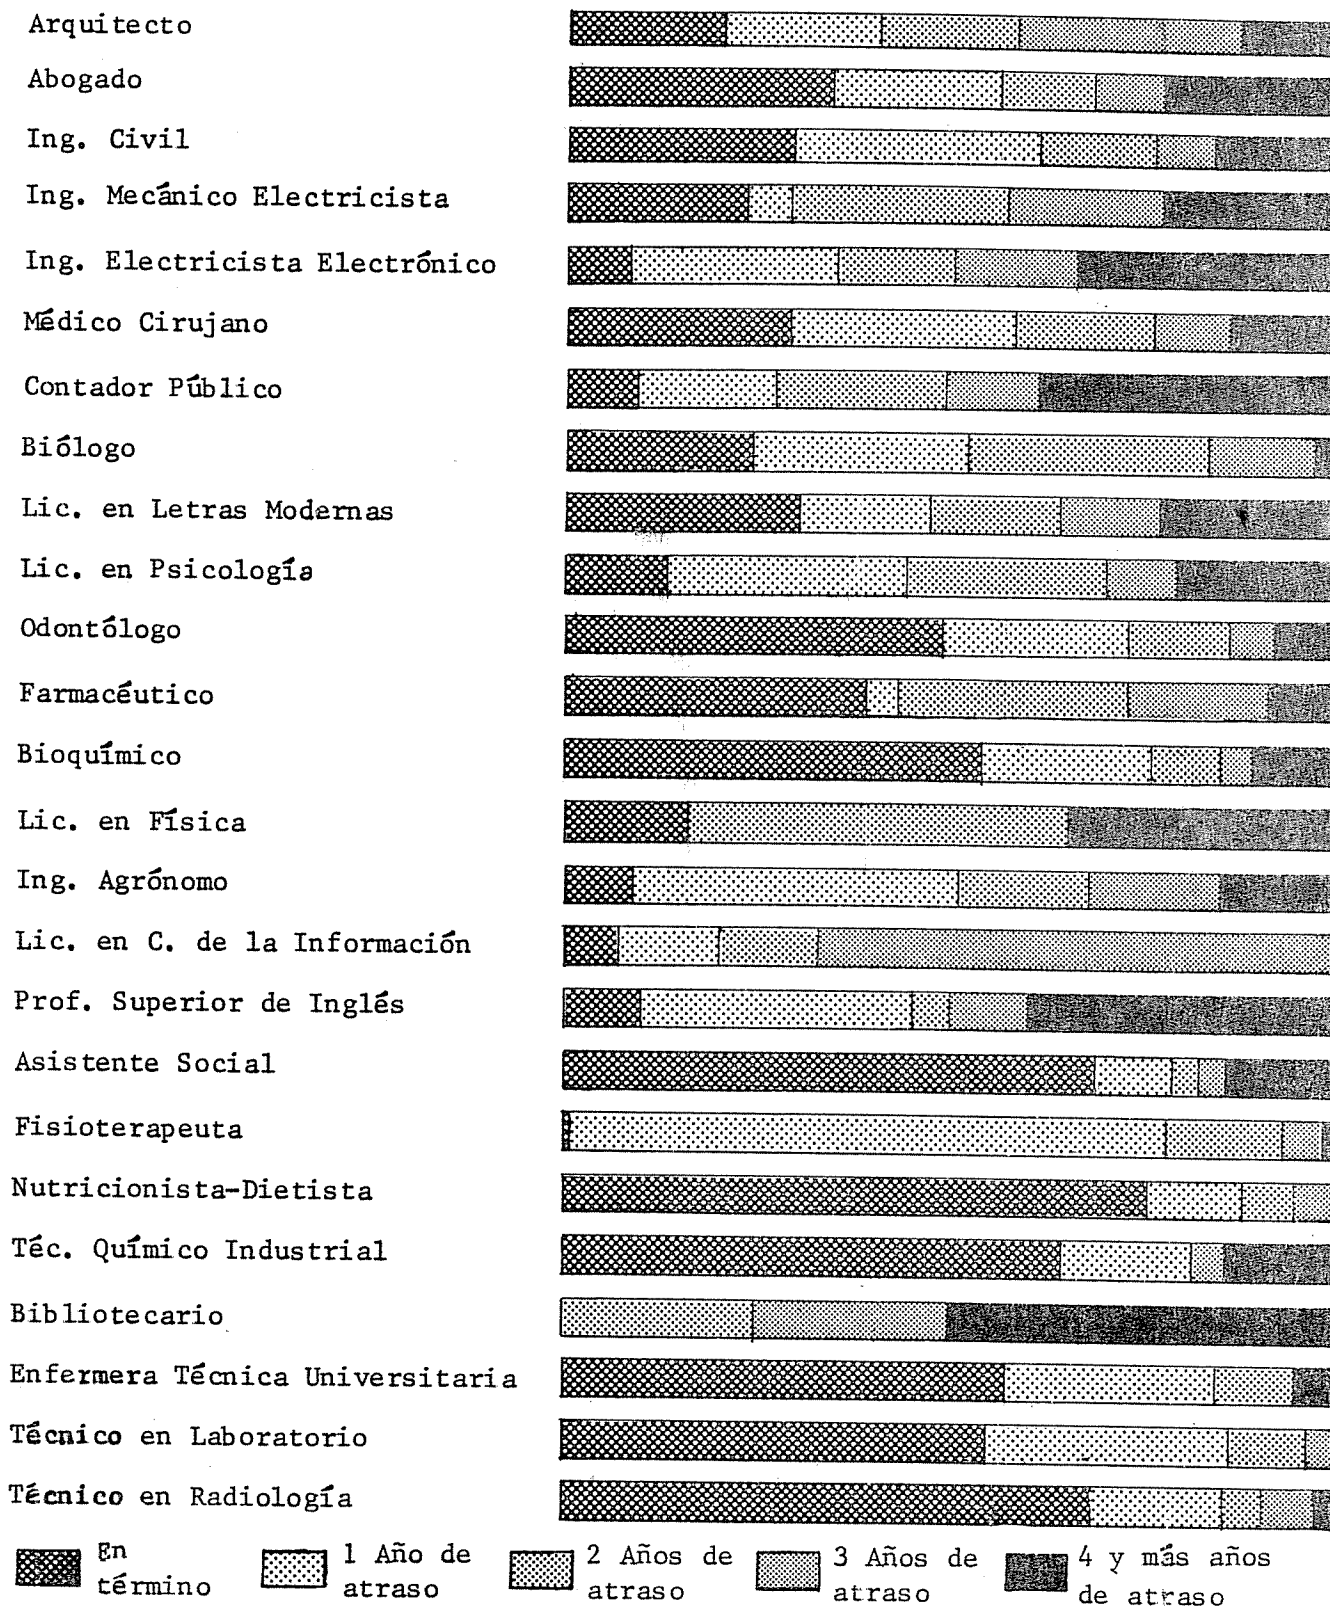 Arquitecto
Abogado
Ing. Civil
Ing. Mecánico Electricista
Ing. Electricista Electrónico
Médico Cirujano
Contador Público
Biólogo
Lic. en Letras Modernas
Lic. en Psicología
Odontólogo
Farmacéutico
Bioquímico
Lic. en Física
Ing. Agrónomo
Lic. en C. de la Información
Prof. Superior de Inglés
Asistente Social
Fisioterapeuta
Nutricionista-Dietista
Téc. Químico Industrial
Bibliotecario
Enfermera Técnica Universitaria
Técnico en Laboratorio
Técnico en Radiología
En término
1 Año de atraso
2 Años de atraso
3 Años de atraso
4 y más años de atraso